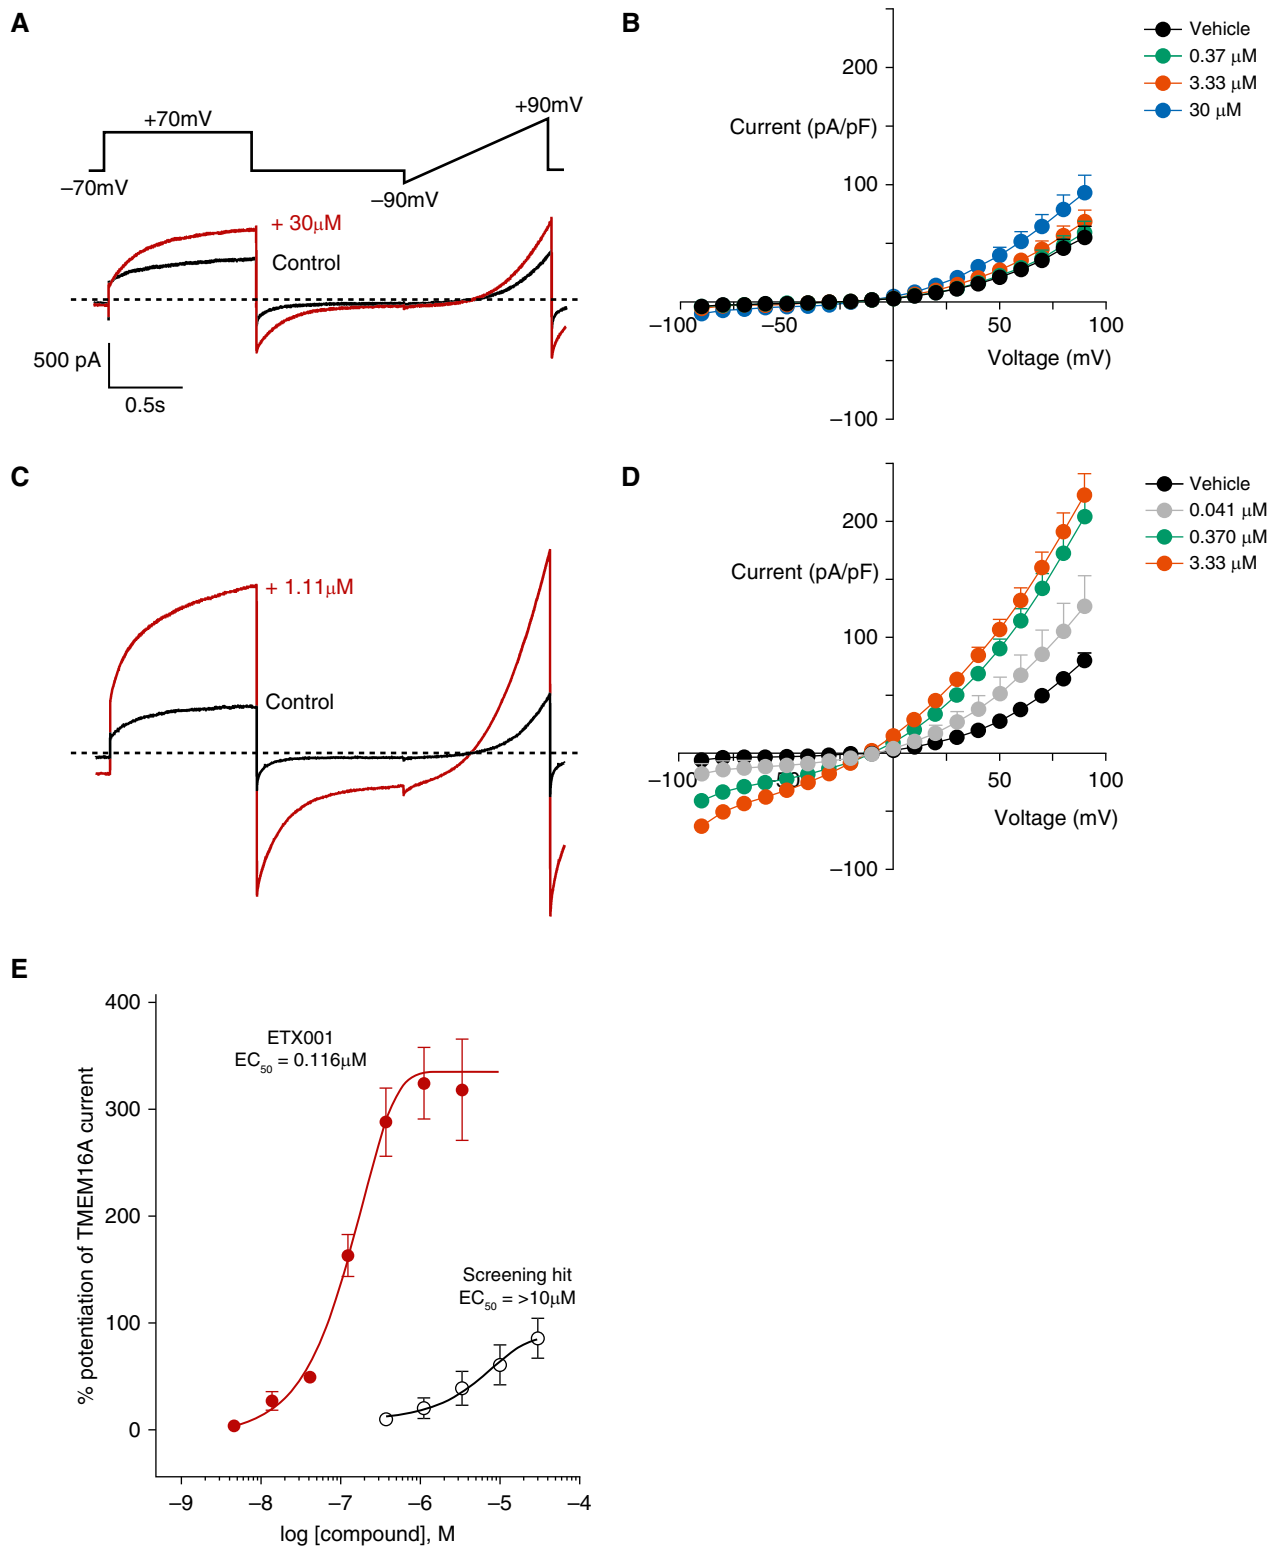 A
+70mV
+90mV
−70mV
−90mV
+ 30μM
Control
500 pA
0.5s
B
Vehicle
0.37 μM
3.33 μM
30 μM
200
Current (pA/pF)
100
−100
−50
50
100
Voltage (mV)
−100
C
+ 1.11μM
Control
D
Vehicle
0.041 μM
0.370 μM
3.33 μM
200
Current (pA/pF)
100
−100
−50
50
100
Voltage (mV)
−100
E
400
300
200
100
0
% potentiation of TMEM16A current
ETX001
EC50 = 0.116μM
Screening hit
EC50 = >10μM
−9
−8
−7
−6
−5
−4
log [compound], M